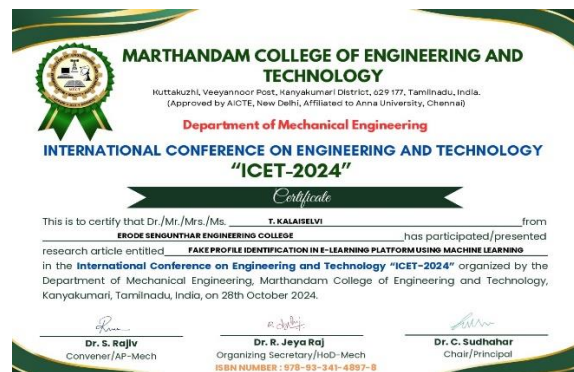 MARTHANDAM COLLEGE OF ENGINEERING AND
TECHNOLOGY
Kuttakuzhi, Veeyannoor Post, Kanyakumari District, 629 177, Tamilnadu, India.
(Approved by AICTE, New Delhi, Affiliated to Anna University, Chennai)
Department of Mechanical Engineering
INTERNATIONAL CONFERENCE ON ENGINEERING AND TECHNOLOGY
“ICET-2024”
Certificate
This is to certify that Dr./Mr./Mrs./Ms. T. KALAISELVI from
ERODE SENGUNTHAR ENGINEERING COLLEGE has participated/presented
research article entitled FAKE PROFILE IDENTIFICATION IN E-LEARNING PLATFORM USING MACHINE LEARNING
in the International Conference on Engineering and Technology “ICET-2024” organized by the
Department of Mechanical Engineering, Marthandam College of Engineering and Technology,
Kanyakumari, Tamilnadu, India, on 28th October 2024.
Dr. S. Rajiv Dr. R. Jeya Raj Dr. C. Sudhahar
Convener/AP-Mech Organizing Secretary/HoD-Mech Chair/Principal
ISBN NUMBER : 978-93-341-4897-8